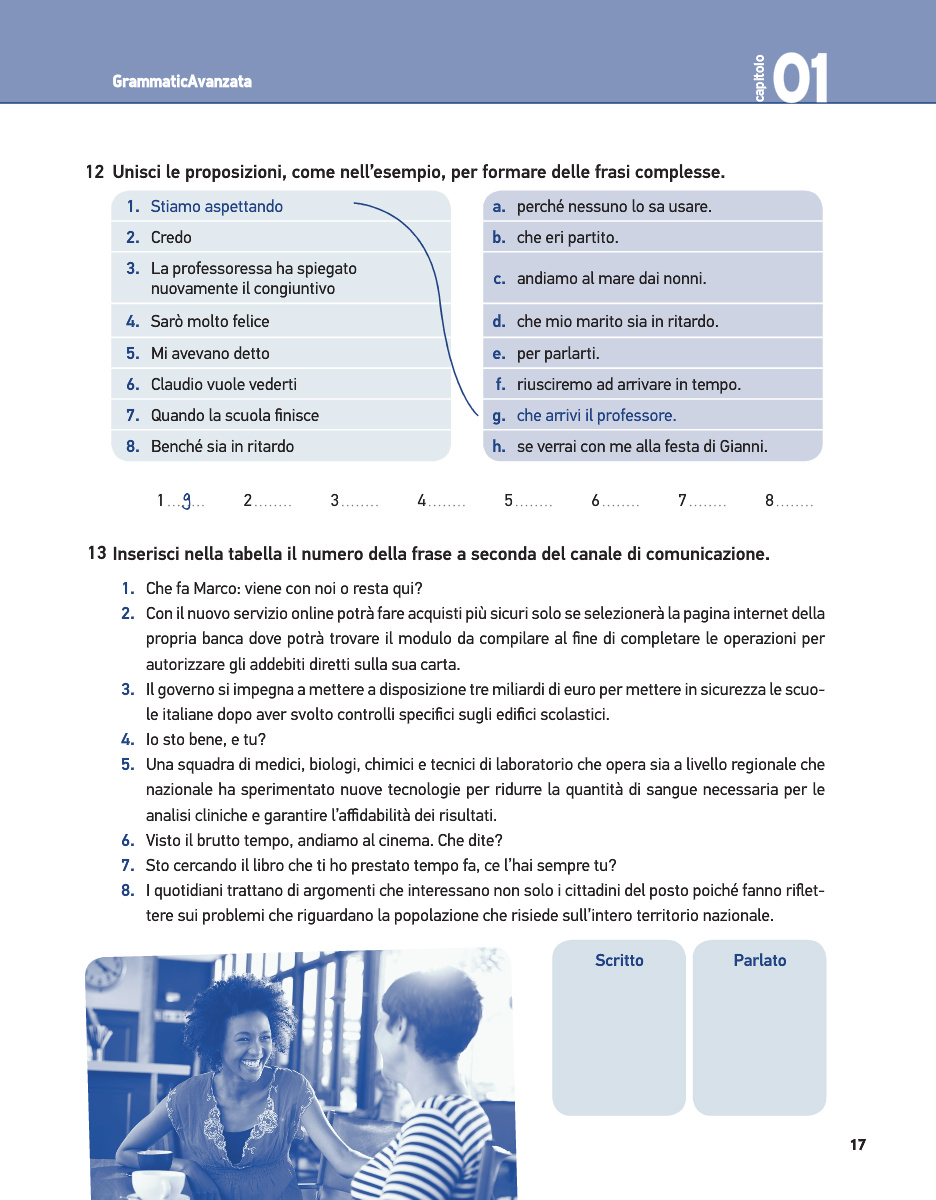 GrammaticAvanzata
capitolo 01
12 Unisci le proposizioni, come nell'esempio, per formare delle frasi complesse.
1. Stiamo aspettando
2. Credo
3. La professoressa ha spiegato
nuovamente il congiuntivo
4. Sarò molto felice
5. Mi avevano detto
6. Claudio vuole vederti
7. Quando la scuola finisce
8. Benché sia in ritardo
a. perché nessuno lo sa usare.
b. che eri partito.
c. andiamo al mare dai nonni.
d. che mio marito sia in ritardo.
e. per parlarti.
f. riusciremo ad arrivare in tempo.
g. che arrivi il professore.
h. se verrai con me alla festa di Gianni.
1 ...g... 2 ........ 3 ........ 4 ........ 5 ........ 6 ........ 7 ........ 8 ........
13 Inserisci nella tabella il numero della frase a seconda del canale di comunicazione.
1. Che fa Marco: viene con noi o resta qui?
2. Con il nuovo servizio online potrà fare acquisti più sicuri solo se selezionerà la pagina internet della
propria banca dove potrà trovare il modulo da compilare al fine di completare le operazioni per
autorizzare gli addebiti diretti sulla sua carta.
3. Il governo si impegna a mettere a disposizione tre miliardi di euro per mettere in sicurezza le scuo-
le italiane dopo aver svolto controlli specifici sugli edifici scolastici.
4. Io sto bene, e tu?
5. Una squadra di medici, biologi, chimici e tecnici di laboratorio che opera sia a livello regionale che
nazionale ha sperimentato nuove tecnologie per ridurre la quantità di sangue necessaria per le
analisi cliniche e garantire l'affidabilità dei risultati.
6. Visto il brutto tempo, andiamo al cinema. Che dite?
7. Sto cercando il libro che ti ho prestato tempo fa, ce l'hai sempre tu?
8. I quotidiani trattano di argomenti che interessano non solo i cittadini del posto poiché fanno riflet-
tere sui problemi che riguardano la popolazione che risiede sull'intero territorio nazionale.
Scritto Parlato
17